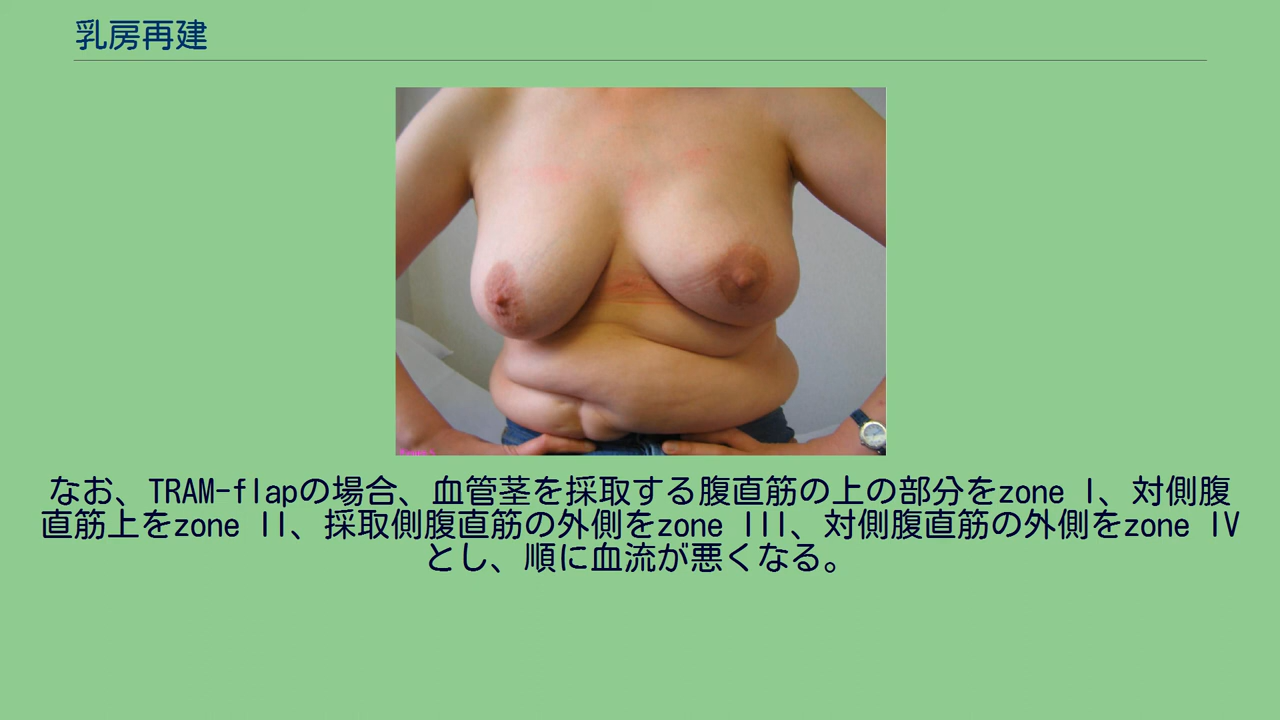 乳房再建
なお、TRAM-flapの場合、血管茎を採取する腹直筋の上の部分をzone I、対側腹
直筋上をzone II、採取側腹直筋の外側をzone III、対側腹直筋の外側をzone IV
とし、順に血流が悪くなる。